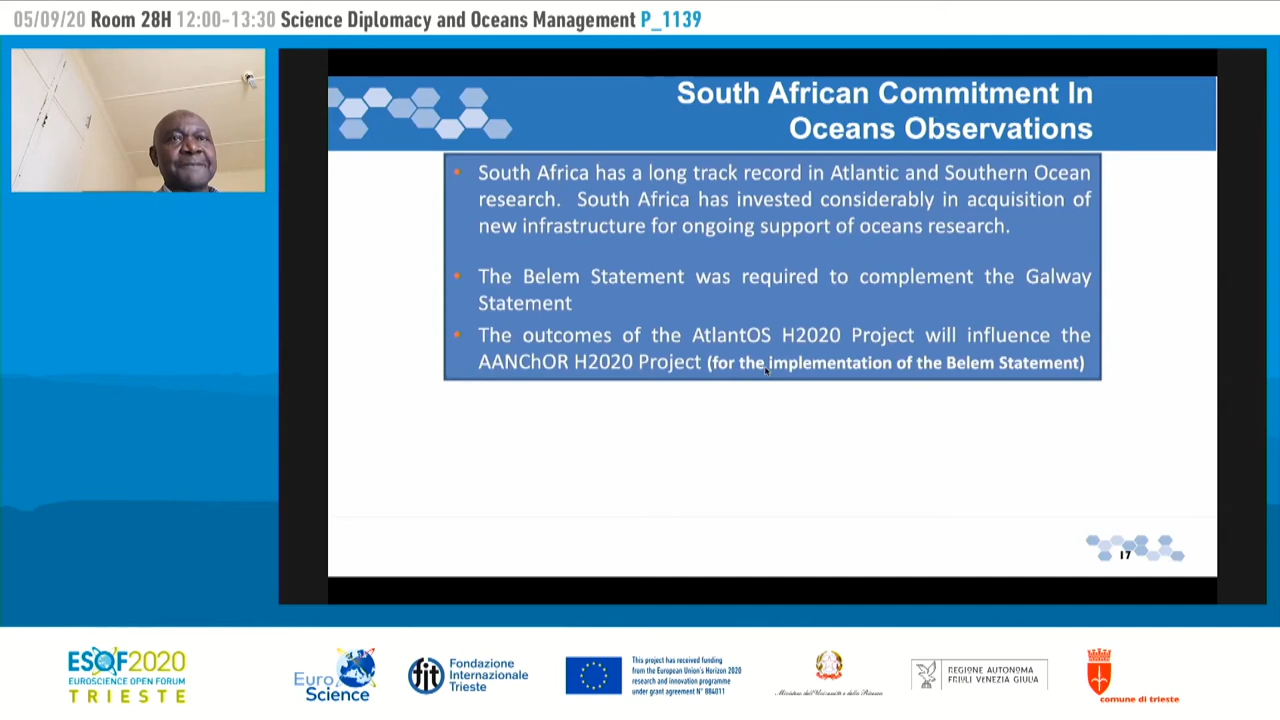 05/09/20 Room 28H 12:00-13:30 Science Diplomacy and Oceans Management P_1139
South African Commitment In
Oceans Observations
• South Africa has a long track record in Atlantic and Southern Ocean
research. South Africa has invested considerably in acquisition of
new infrastructure for ongoing support of oceans research.
• The Belem Statement was required to complement the Galway
Statement
• The outcomes of the AtlantOS H2020 Project will influence the
AANChOR H2020 Project (for the implementation of the Belem Statement)
17
ESOF2020
EUROSCIENCE OPEN FORUM
TRIESTE
Euro
Science
fit
Fondazione
Internazionale
Trieste
This project has received funding
from the European Union's Horizon 2020
research and innovation programme
under grant agreement N° 884011
Ministero dell'Università e della Ricerca
REGIONE AUTONOMA
FRIULI VENEZIA GIULIA
comune di trieste